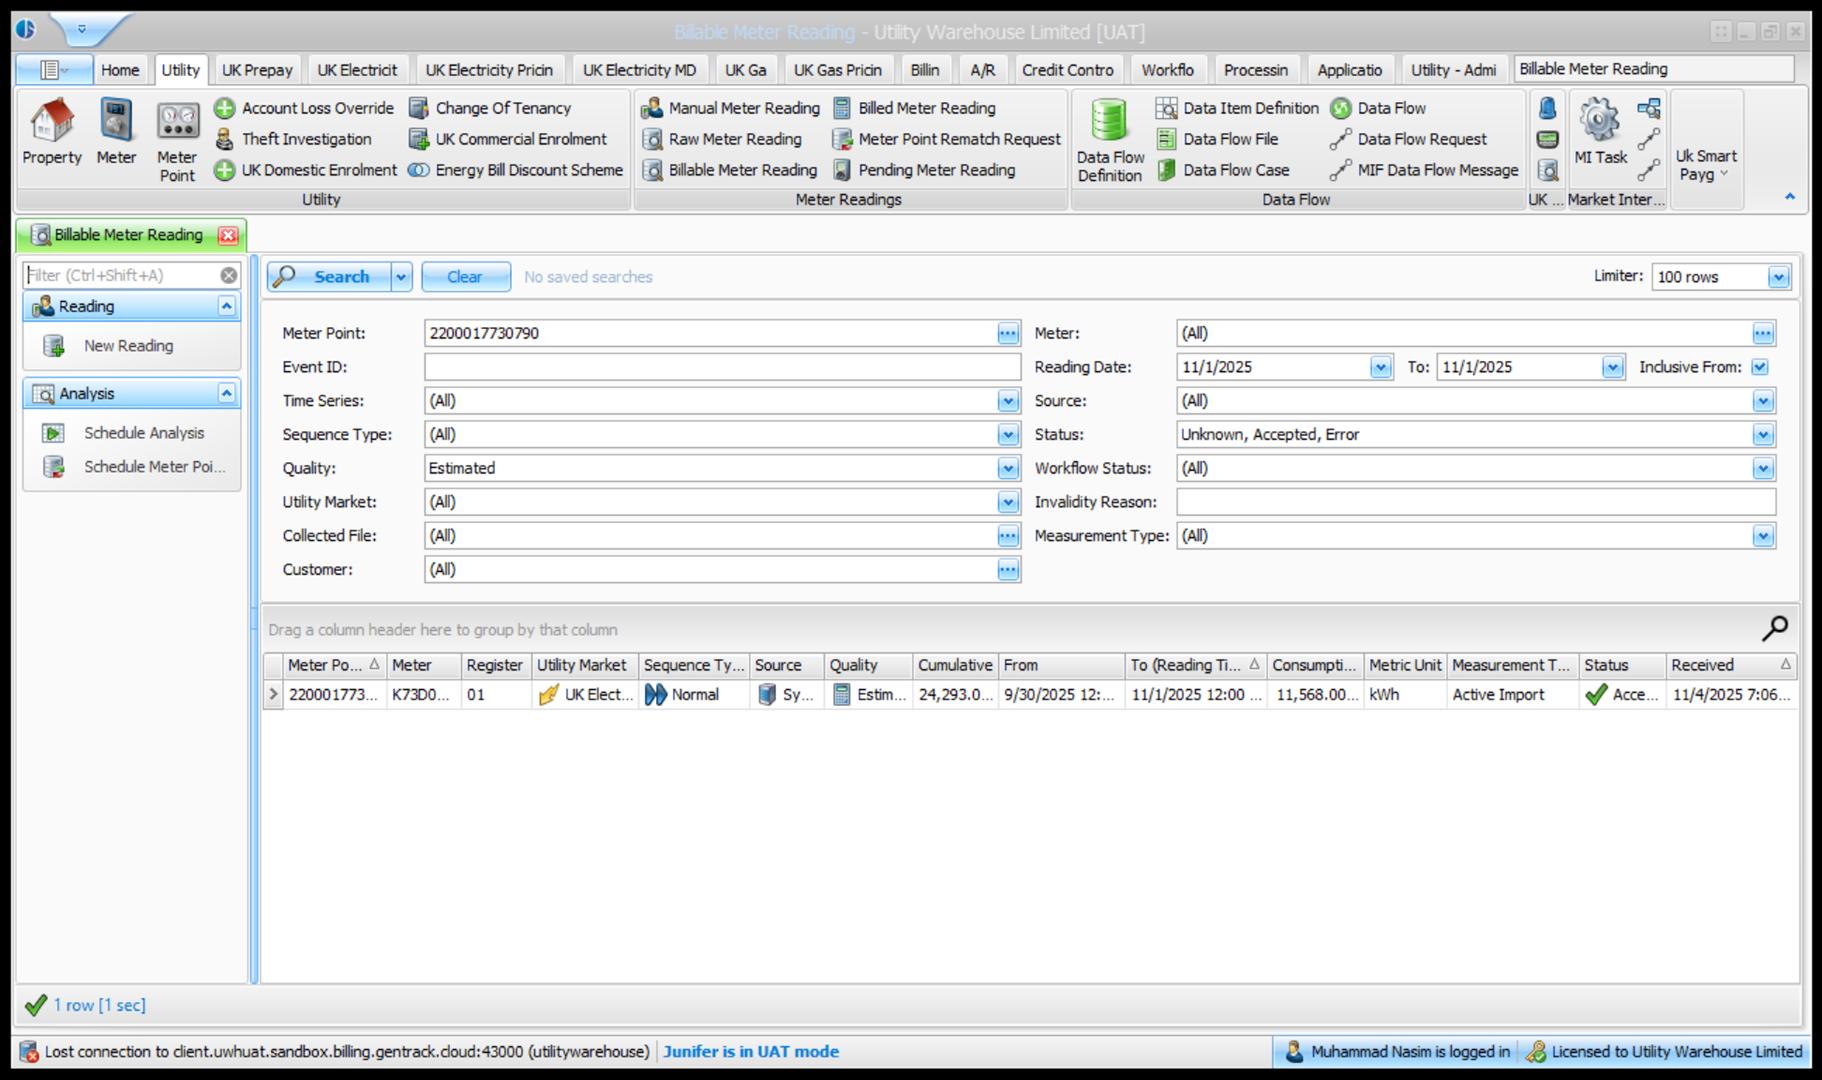 Billable Meter Reading - Utility Warehouse Limited [UAT]
Home Utility UK Prepay UK Electricit UK Electricity Pricin UK Electricity MD UK Ga UK Gas Pricin Billin A/R Credit Contro Workflo Processin Applicatio Utility - Admi Billable Meter Reading
Account Loss Override Change Of Tenancy Manual Meter Reading Billed Meter Reading Data Item Definition Data Flow
Theft Investigation UK Commercial Enrolment Raw Meter Reading Meter Point Rematch Request Data Flow File Data Flow Request
Property Meter Meter Point Data Flow Definition MI Task Uk Smart Payg
UK Domestic Enrolment Energy Bill Discount Scheme Billable Meter Reading Pending Meter Reading Data Flow Case MIF Data Flow Message
Utility Meter Readings Data Flow UK ... Market Inter...
Billable Meter Reading
Filter (Ctrl+Shift+A)
Reading
New Reading
Analysis
Schedule Analysis
Schedule Meter Poi...
Search Clear No saved searches Limiter: 100 rows
Meter Point: 2200017730790 Meter: (All)
Event ID: Reading Date: 11/1/2025 To: 11/1/2025 Inclusive From:
Time Series: (All) Source: (All)
Sequence Type: (All) Status: Unknown, Accepted, Error
Quality: Estimated Workflow Status: (All)
Utility Market: (All) Invalidity Reason:
Collected File: (All) Measurement Type: (All)
Customer: (All)
Drag a column header here to group by that column
Meter Po... Meter Register Utility Market Sequence Ty... Source Quality Cumulative From To (Reading Ti... Consumpti... Metric Unit Measurement T... Status Received
220001773... K73D0... 01 UK Elect... Normal Sy... Estim... 24,293.0... 9/30/2025 12:... 11/1/2025 12:00 ... 11,568.00... kWh Active Import Acce... 11/4/2025 7:06...
1 row [1 sec]
Lost connection to client.uwhuat.sandbox.billing.gentrack.cloud:43000 (utilitywarehouse) Junifer is in UAT mode Muhammad Nasim is logged in Licensed to Utility Warehouse Limited